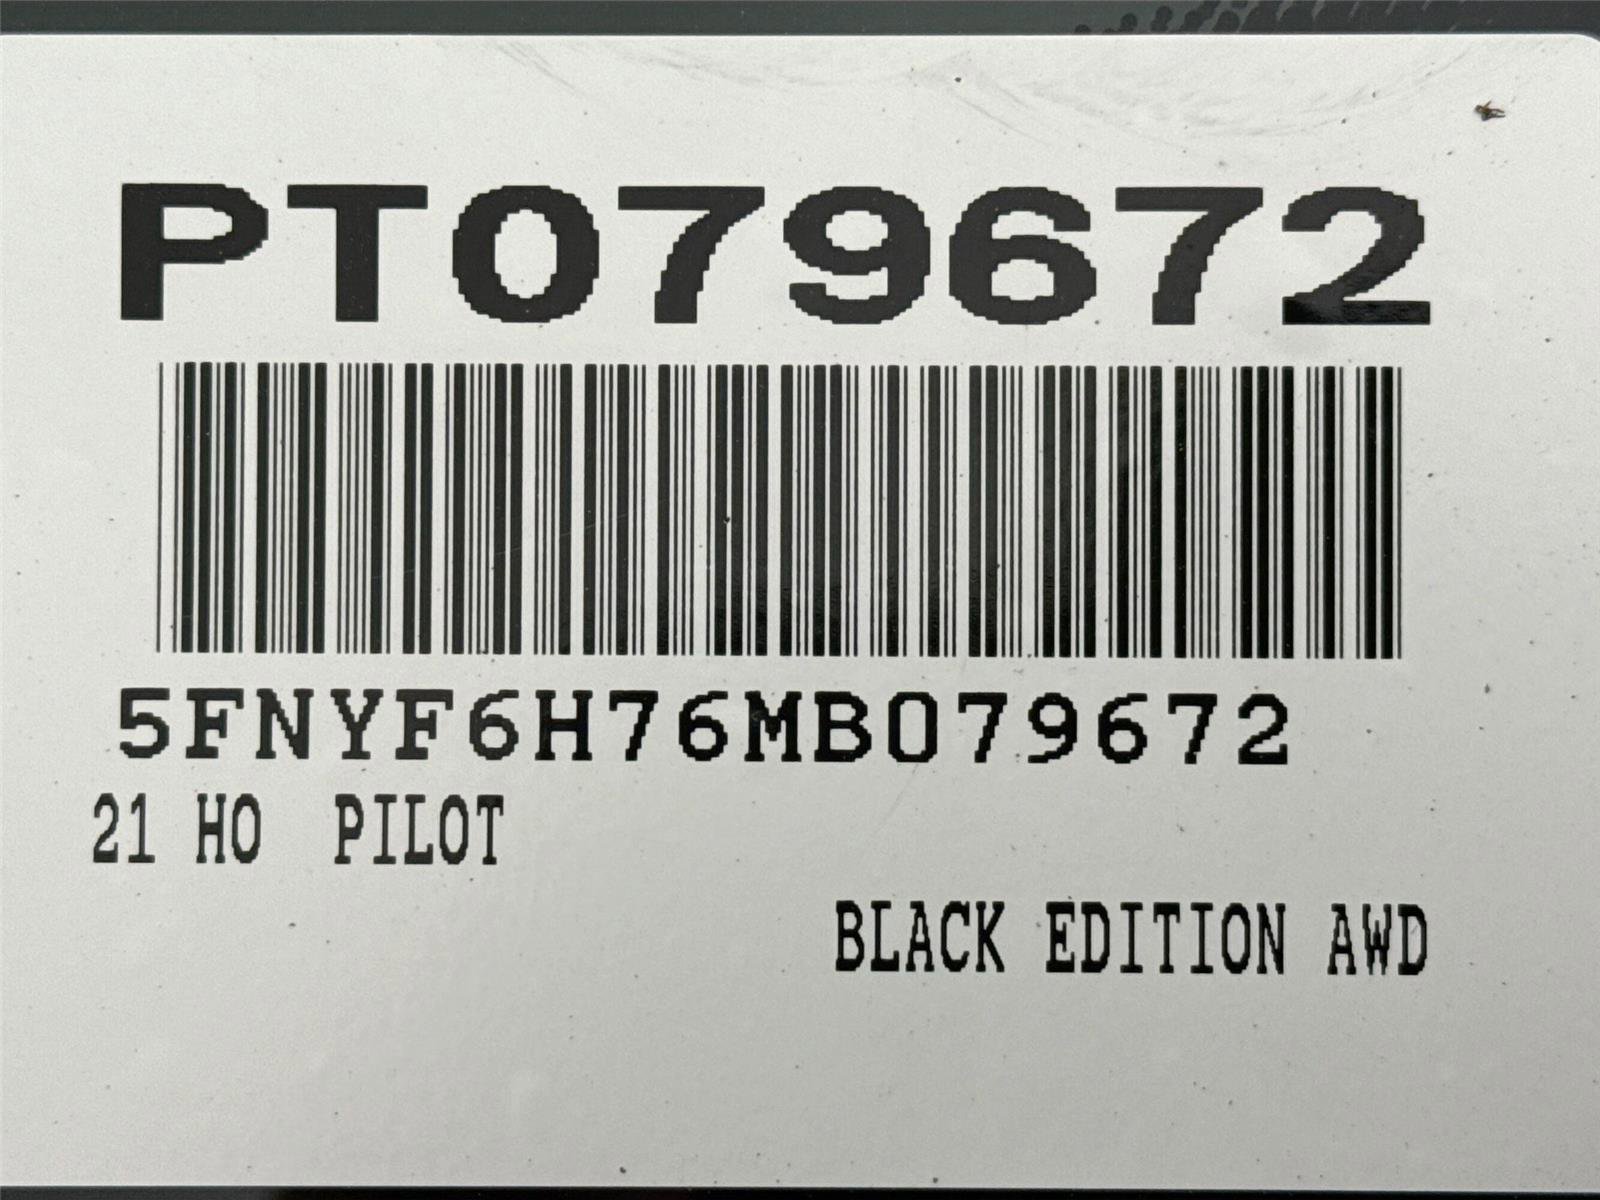 PT079672
5FNYF6H76MB079672
21 HO PILOT
BLACK EDITION AWD